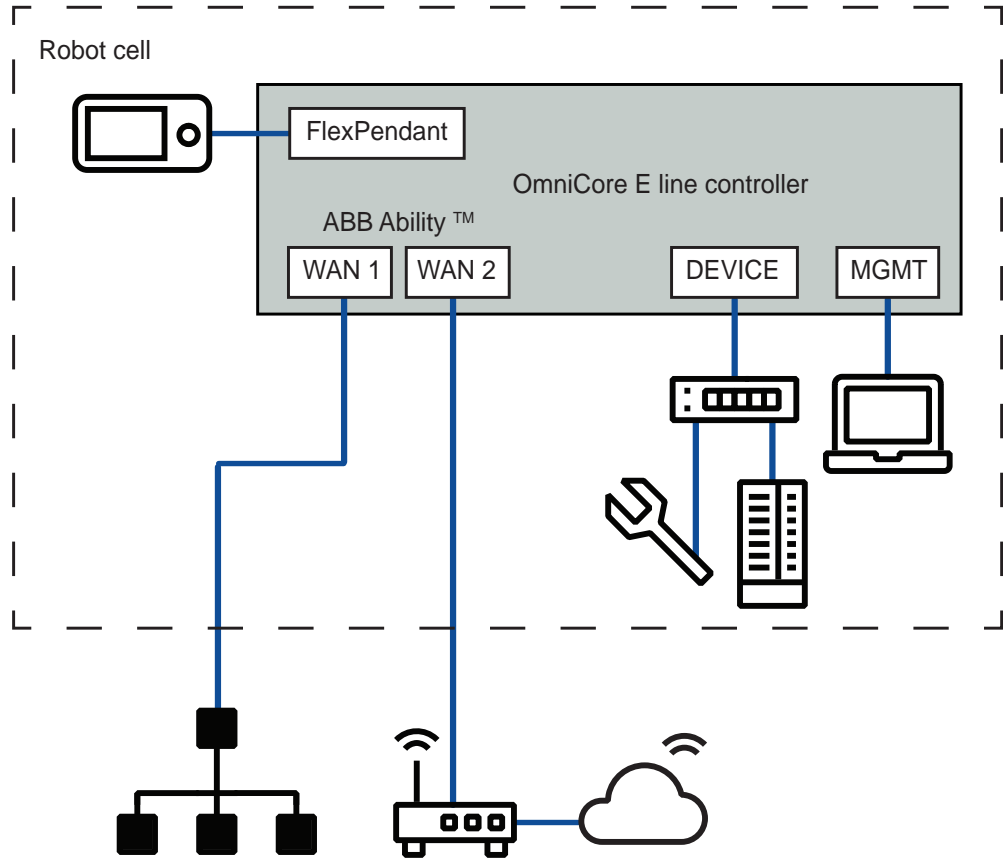 Robot cell
FlexPendant
OmniCore E line controller
ABB Ability ™
WAN 1
WAN 2
DEVICE
MGMT